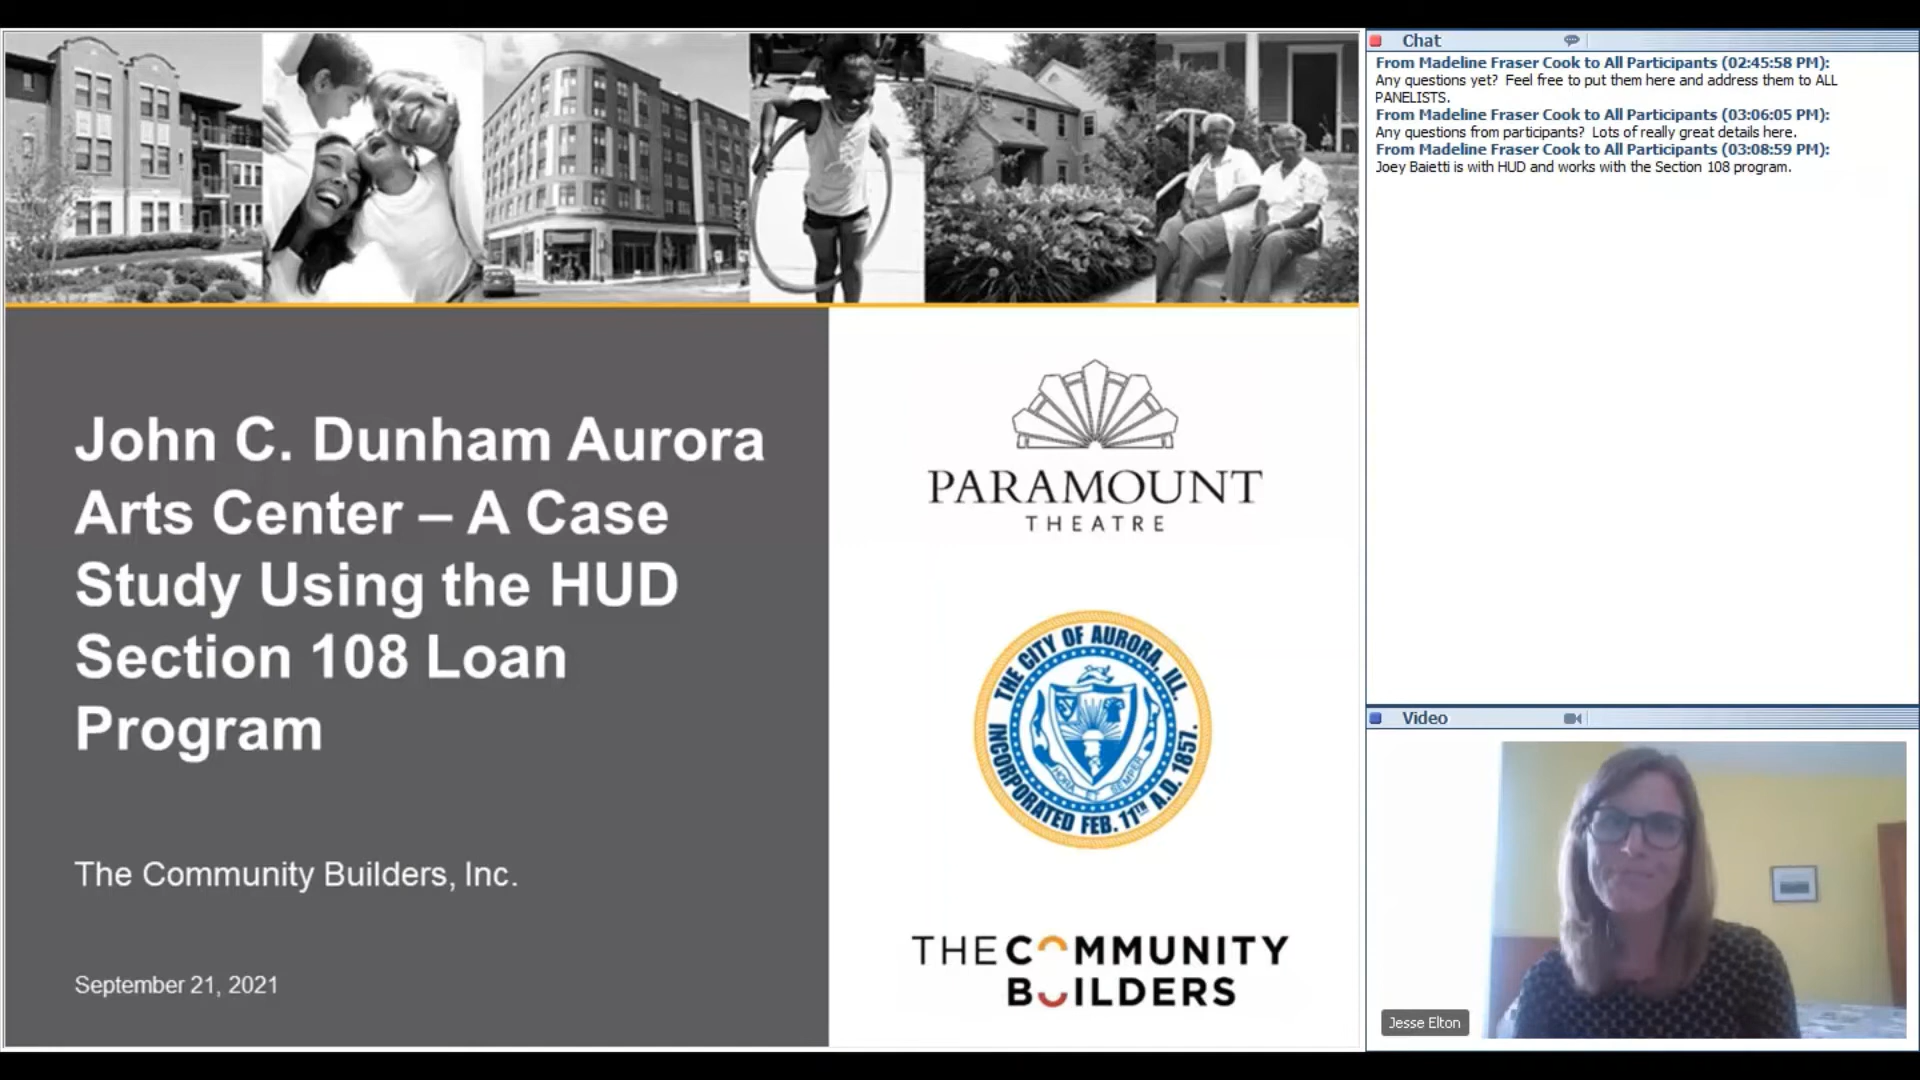 John C. Dunham Aurora
Arts Center – A Case
Study Using the HUD
Section 108 Loan
Program
The Community Builders, Inc.
September 21, 2021
PARAMOUNT
THEATRE
THE CITY OF AURORA, ILL.
INCORPORATED FEB. 11TH A.D. 1857.
HORA ET SEMPER
THE COMMUNITY
BUILDERS
Chat
From Madeline Fraser Cook to All Participants (02:45:58 PM):
Any questions yet? Feel free to put them here and address them to ALL
PANELISTS.
From Madeline Fraser Cook to All Participants (03:06:05 PM):
Any questions from participants? Lots of really great details here.
From Madeline Fraser Cook to All Participants (03:08:59 PM):
Joey Baietti is with HUD and works with the Section 108 program.
Video
Jesse Elton